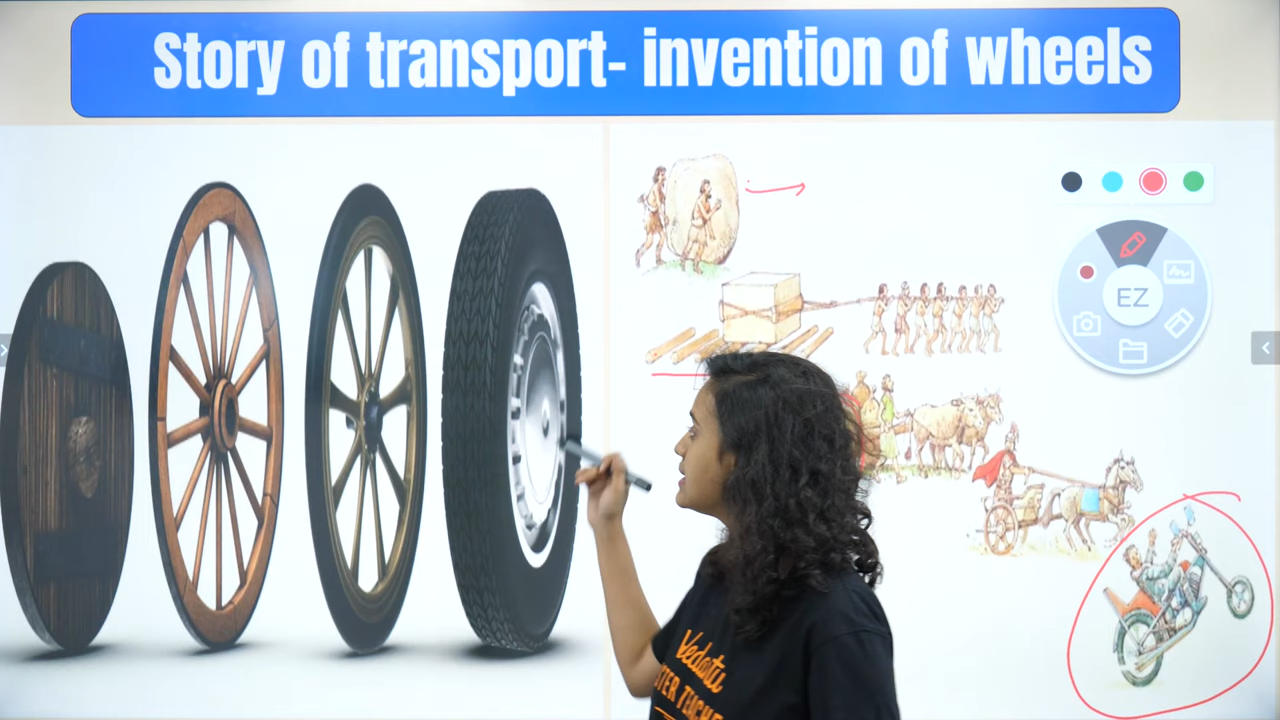 Story of transport- invention of wheels
EZ
Vedantu